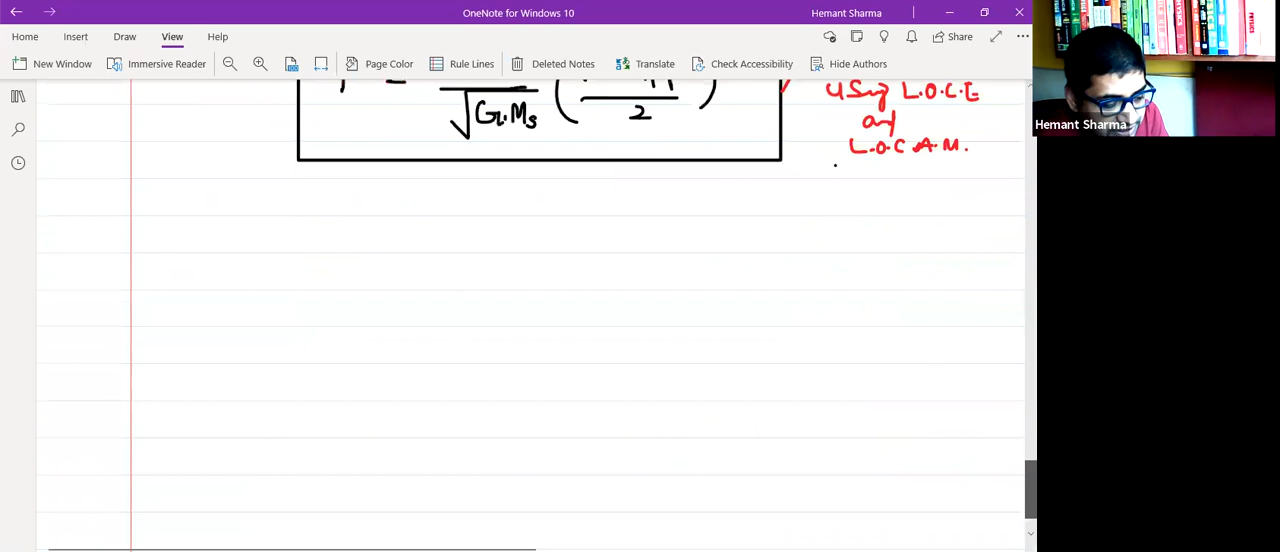 OneNote for Windows 10
Hemant Sharma
Home Insert Draw View Help
Share
New Window Immersive Reader Page Color Rule Lines Deleted Notes Translate Check Accessibility Hide Authors
Using L.O.C.E
and
L.O.C.A.M.
√G.Ms
2
Hemant Sharma
PHYSICS